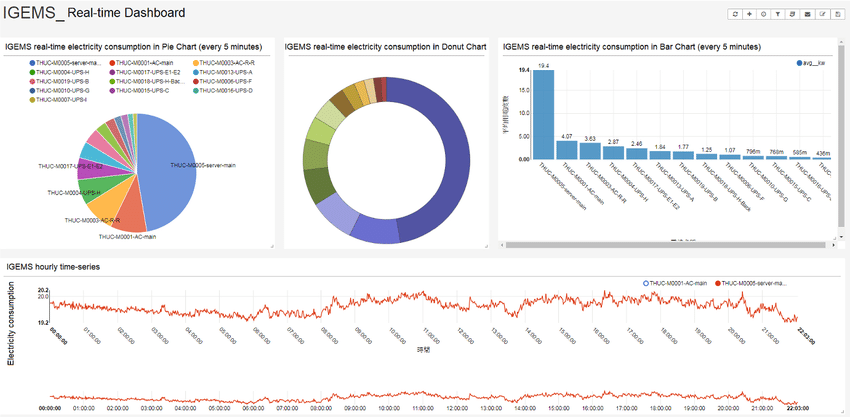 IGEMS_ Real-time Dashboard
IGEMS real-time electricity consumption in Pie Chart (every 5 minutes)
THUC-M0005-server-ma... THUC-M0001-AC-main THUC-M0003-AC-R-R
THUC-M0004-UPS-H THUC-M0017-UPS-E1-E2 THUC-M0013-UPS-A
THUC-M0019-UPS-B THUC-M0018-UPS-H-Bac... THUC-M0006-UPS-F
THUC-M0010-UPS-G THUC-M0015-UPS-C THUC-M0016-UPS-D
THUC-M0007-UPS-I
THUC-M0005-server-main
THUC-M0017-UPS-E1-E2
THUC-M0004-UPS-H
THUC-M0003-AC-R-R
THUC-M0001-AC-main
IGEMS real-time electricity consumption in Donut Chart
IGEMS real-time electricity consumption in Bar Chart (every 5 minutes)
avg__kw
19.4
15.0
10.0
5.00
0.00
19.4 4.07 3.63 2.87 2.46 1.84 1.77 1.25 1.07 796m 768m 585m 436m
THUC-M0005-server-main
THUC-M0001-AC-main
THUC-M0003-AC-R-R
THUC-M0004-UPS-H
THUC-M0017-UPS-E1-E2
THUC-M0013-UPS-A
THUC-M0019-UPS-B
THUC-M0018-UPS-H-Back
THUC-M0006-UPS-F
THUC-M0010-UPS-G
THUC-M0015-UPS-C
THUC-M0016-UPS-
THUC-
IGEMS hourly time-series
THUC-M0001-AC-main THUC-M0005-server-ma...
Electricity consumption
20.2
20.0
19.2
00:00:00 01:00:00 02:00:00 03:00:00 04:00:00 05:00:00 06:00:00 07:00:00 08:00:00 09:00:00 10:00:00 11:00:00 12:00:00 13:00:00 14:00:00 15:00:00 16:00:00 17:00:00 18:00:00 19:00:00 20:00:00 21:00:00 22:03:00
時間
00:00:00 01:00:00 02:00:00 03:00:00 04:00:00 05:00:00 06:00:00 07:00:00 08:00:00 09:00:00 10:00:00 11:00:00 12:00:00 13:00:00 14:00:00 15:00:00 16:00:00 17:00:00 18:00:00 19:00:00 20:00:00 21:00:00 22:03:00